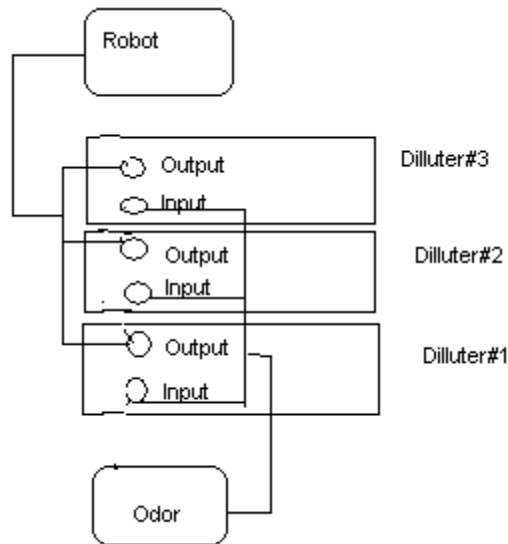 Robot
Output
Dilluter#3
Input
Output
Dilluter#2
Input
Output
Dilluter#1
Input
Odor